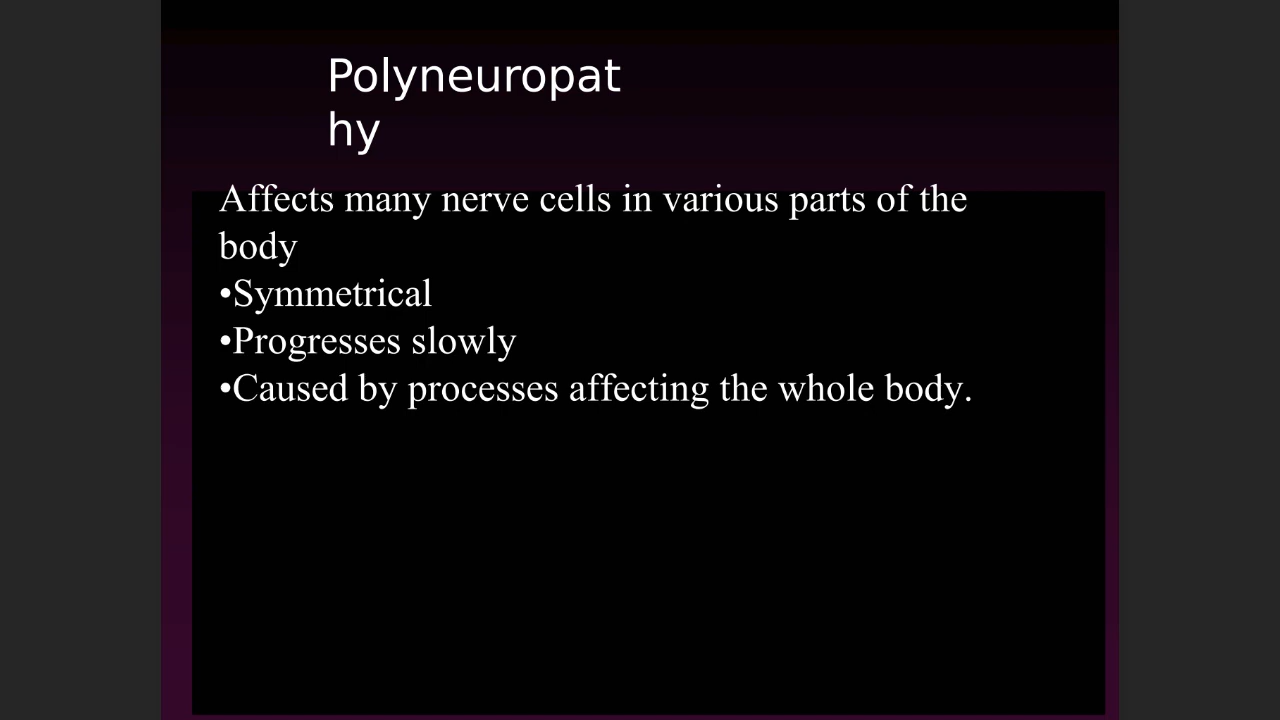 Polyneuropat
hy
Affects many nerve cells in various parts of the
body
•Symmetrical
•Progresses slowly
•Caused by processes affecting the whole body.